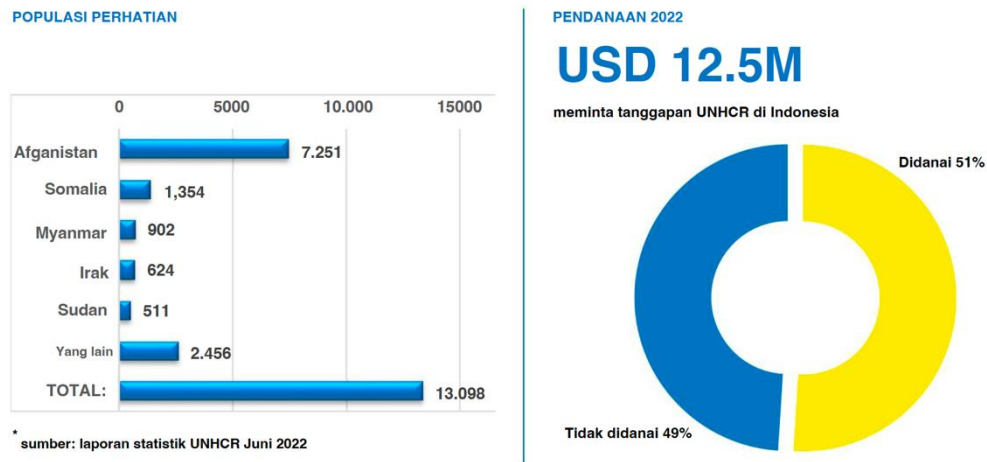 POPULASI PERHATIAN
0 5000 10.000 15000
Afganistan 7.251
Somalia 1,354
Myanmar 902
Irak 624
Sudan 511
Yang lain 2.456
TOTAL: 13.098
* sumber: laporan statistik UNHCR Juni 2022
PENDANAAN 2022
USD 12.5M
meminta tanggapan UNHCR di Indonesia
Didanai 51%
Tidak didanai 49%